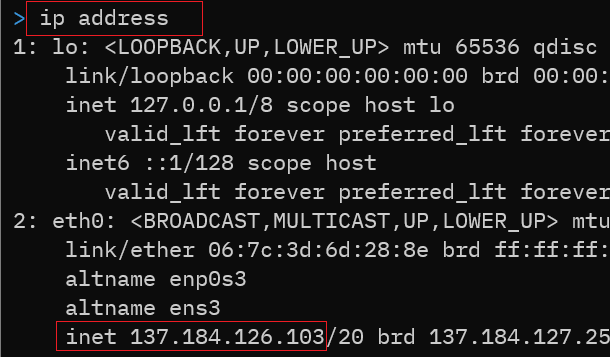 > ip address
1: lo: <LOOPBACK,UP,LOWER_UP> mtu 65536 qdisc
link/loopback 00:00:00:00:00:00 brd 00:00:
inet 127.0.0.1/8 scope host lo
valid_lft forever preferred_lft forever
inet6 ::1/128 scope host
valid_lft forever preferred_lft forever
2: eth0: <BROADCAST,MULTICAST,UP,LOWER_UP> mtu
link/ether 06:7c:3d:6d:28:8e brd ff:ff:ff:
altname enp0s3
altname ens3
inet 137.184.126.103/20 brd 137.184.127.25